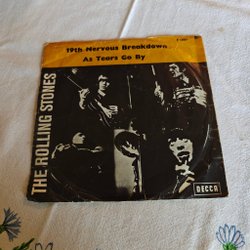 19th Nervous Breakdown
As Tears Go By
THE ROLLING STONES
DECCA